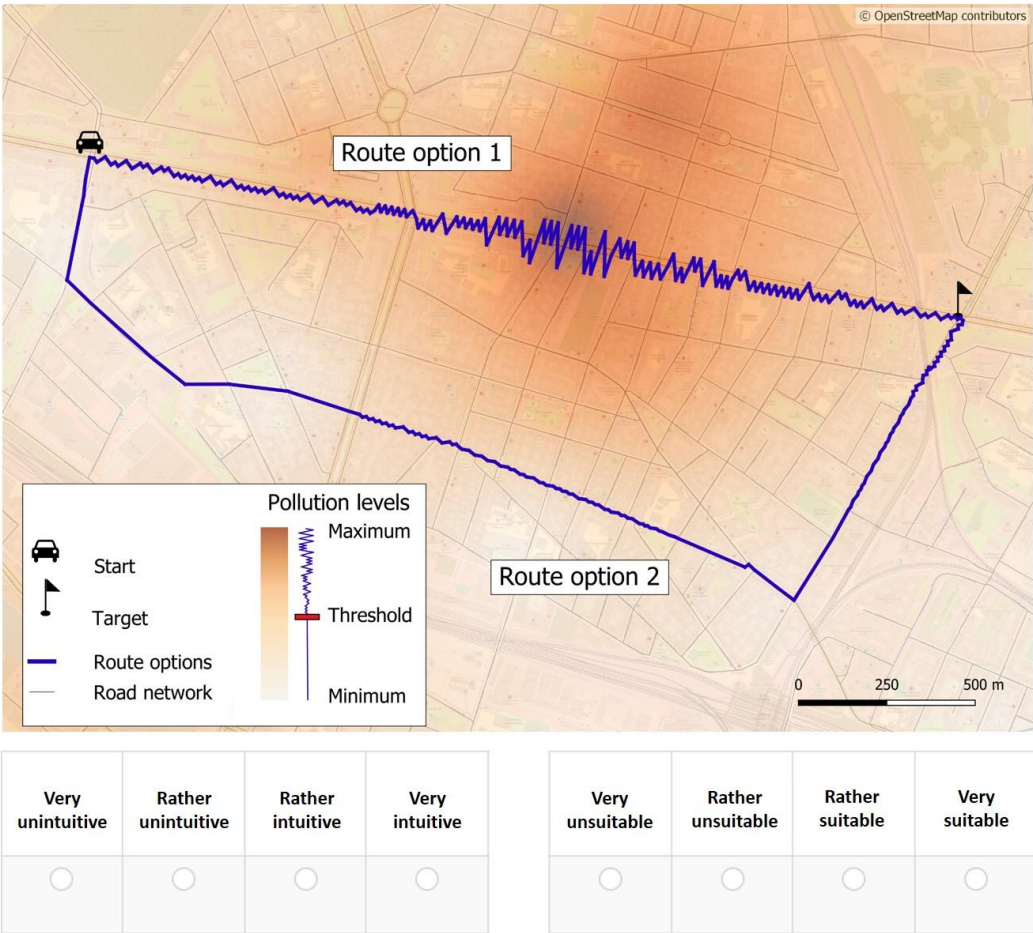 © OpenStreetMap contributors
Route option 1
Route option 2
Pollution levels
Maximum
Start
Threshold
Target
Route options
Road network
Minimum
0 250 500 m
Very unintuitive
Rather unintuitive
Rather intuitive
Very intuitive
Very unsuitable
Rather unsuitable
Rather suitable
Very suitable